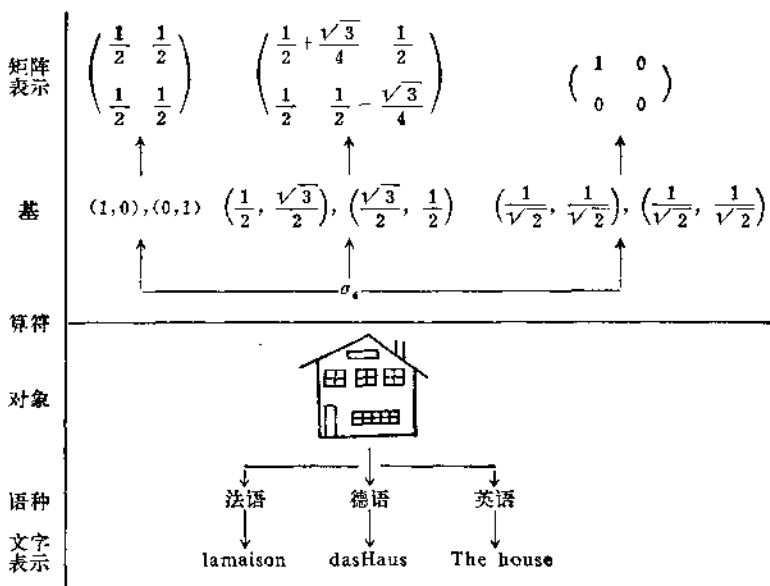 矩阵表示 ( 1/2 1/2 ; 1/2 1/2 ) ( 1/2 + √3/4 1/2 ; 1/2 1/2 - √3/4 ) ( 1 0 ; 0 0 )
基 (1,0),(0,1) (1/2, √3/2), (√3/2, 1/2) (1/√2, 1/√2), (1/√2, 1/√2)
算符
对象
语种 法语 德语 英语
文字表示 lamaison dasHaus The house